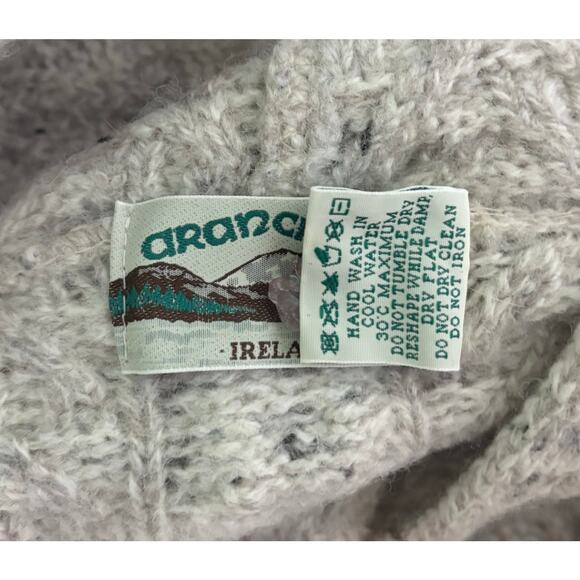 ARAN C
· IRELA
HAND WASH IN
COOL WATER
30°C MAXIMUM
DO NOT TUMBLE DRY
RESHAPE WHILE DAMP,
DRY FLAT
DO NOT DRY CLEAN
DO NOT IRON